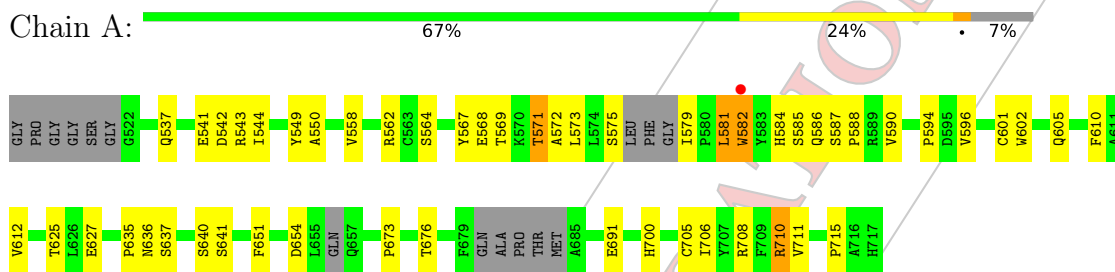 Chain A:
67% 24% • 7%
GLY PRO GLY GLY SER GLY G522 Q537 E541 D542 R543 I544 Y549 A550 V558 R562 C563 S564 Y567 E568 T569 K570 T571 A572 L573 L574 S575 LEU PHE GLY I579 P580 L581 W582 Y583 H584 S585 Q586 S587 P588 R589 V590 P594 D595 V596 C601 W602 Q605 F610 A611
V612 T625 L626 E627 P635 N636 S637 S640 S641 F651 D654 L655 GLN Q657 P673 T676 F679 GLN ALA PRO THR MET A685 E691 H700 C705 I706 Y707 R708 F709 R710 V711 P715 A716 H717